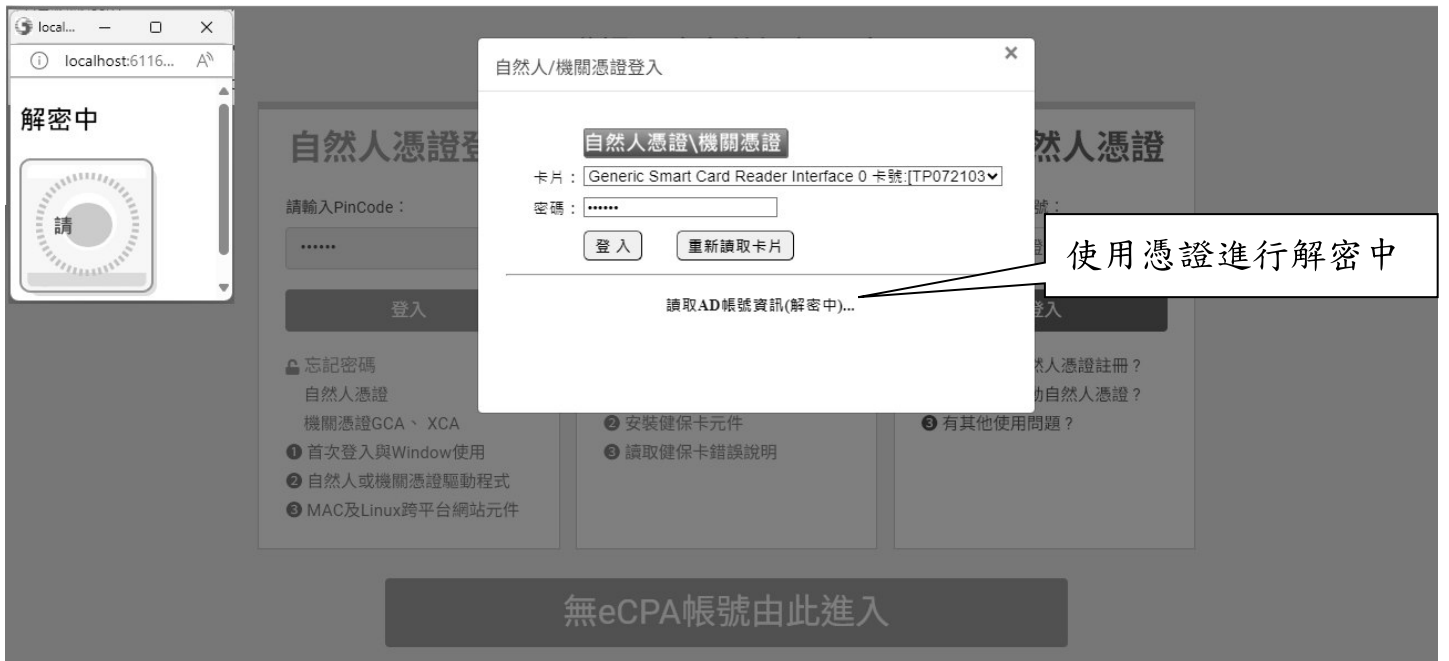 local...
localhost:6116...
解密中
請
自然人/機關憑證登入
自然人憑證\機關憑證
卡片：Generic Smart Card Reader Interface 0 卡號:[TP072103
密碼：••••••
登入
重新讀取卡片
讀取AD帳號資訊(解密中)...
使用憑證進行解密中
自然人憑證登
請輸入PinCode：
••••••
登入
忘記密碼
自然人憑證
機關憑證GCA、 XCA
❶ 首次登入與Window使用
❷ 自然人或機關憑證驅動程式
❸ MAC及Linux跨平台網站元件
❷ 安裝健保卡元件
❸ 讀取健保卡錯誤說明
然人憑證
號：
登入
然人憑證註冊？
動自然人憑證？
❸ 有其他使用問題？
無eCPA帳號由此進入